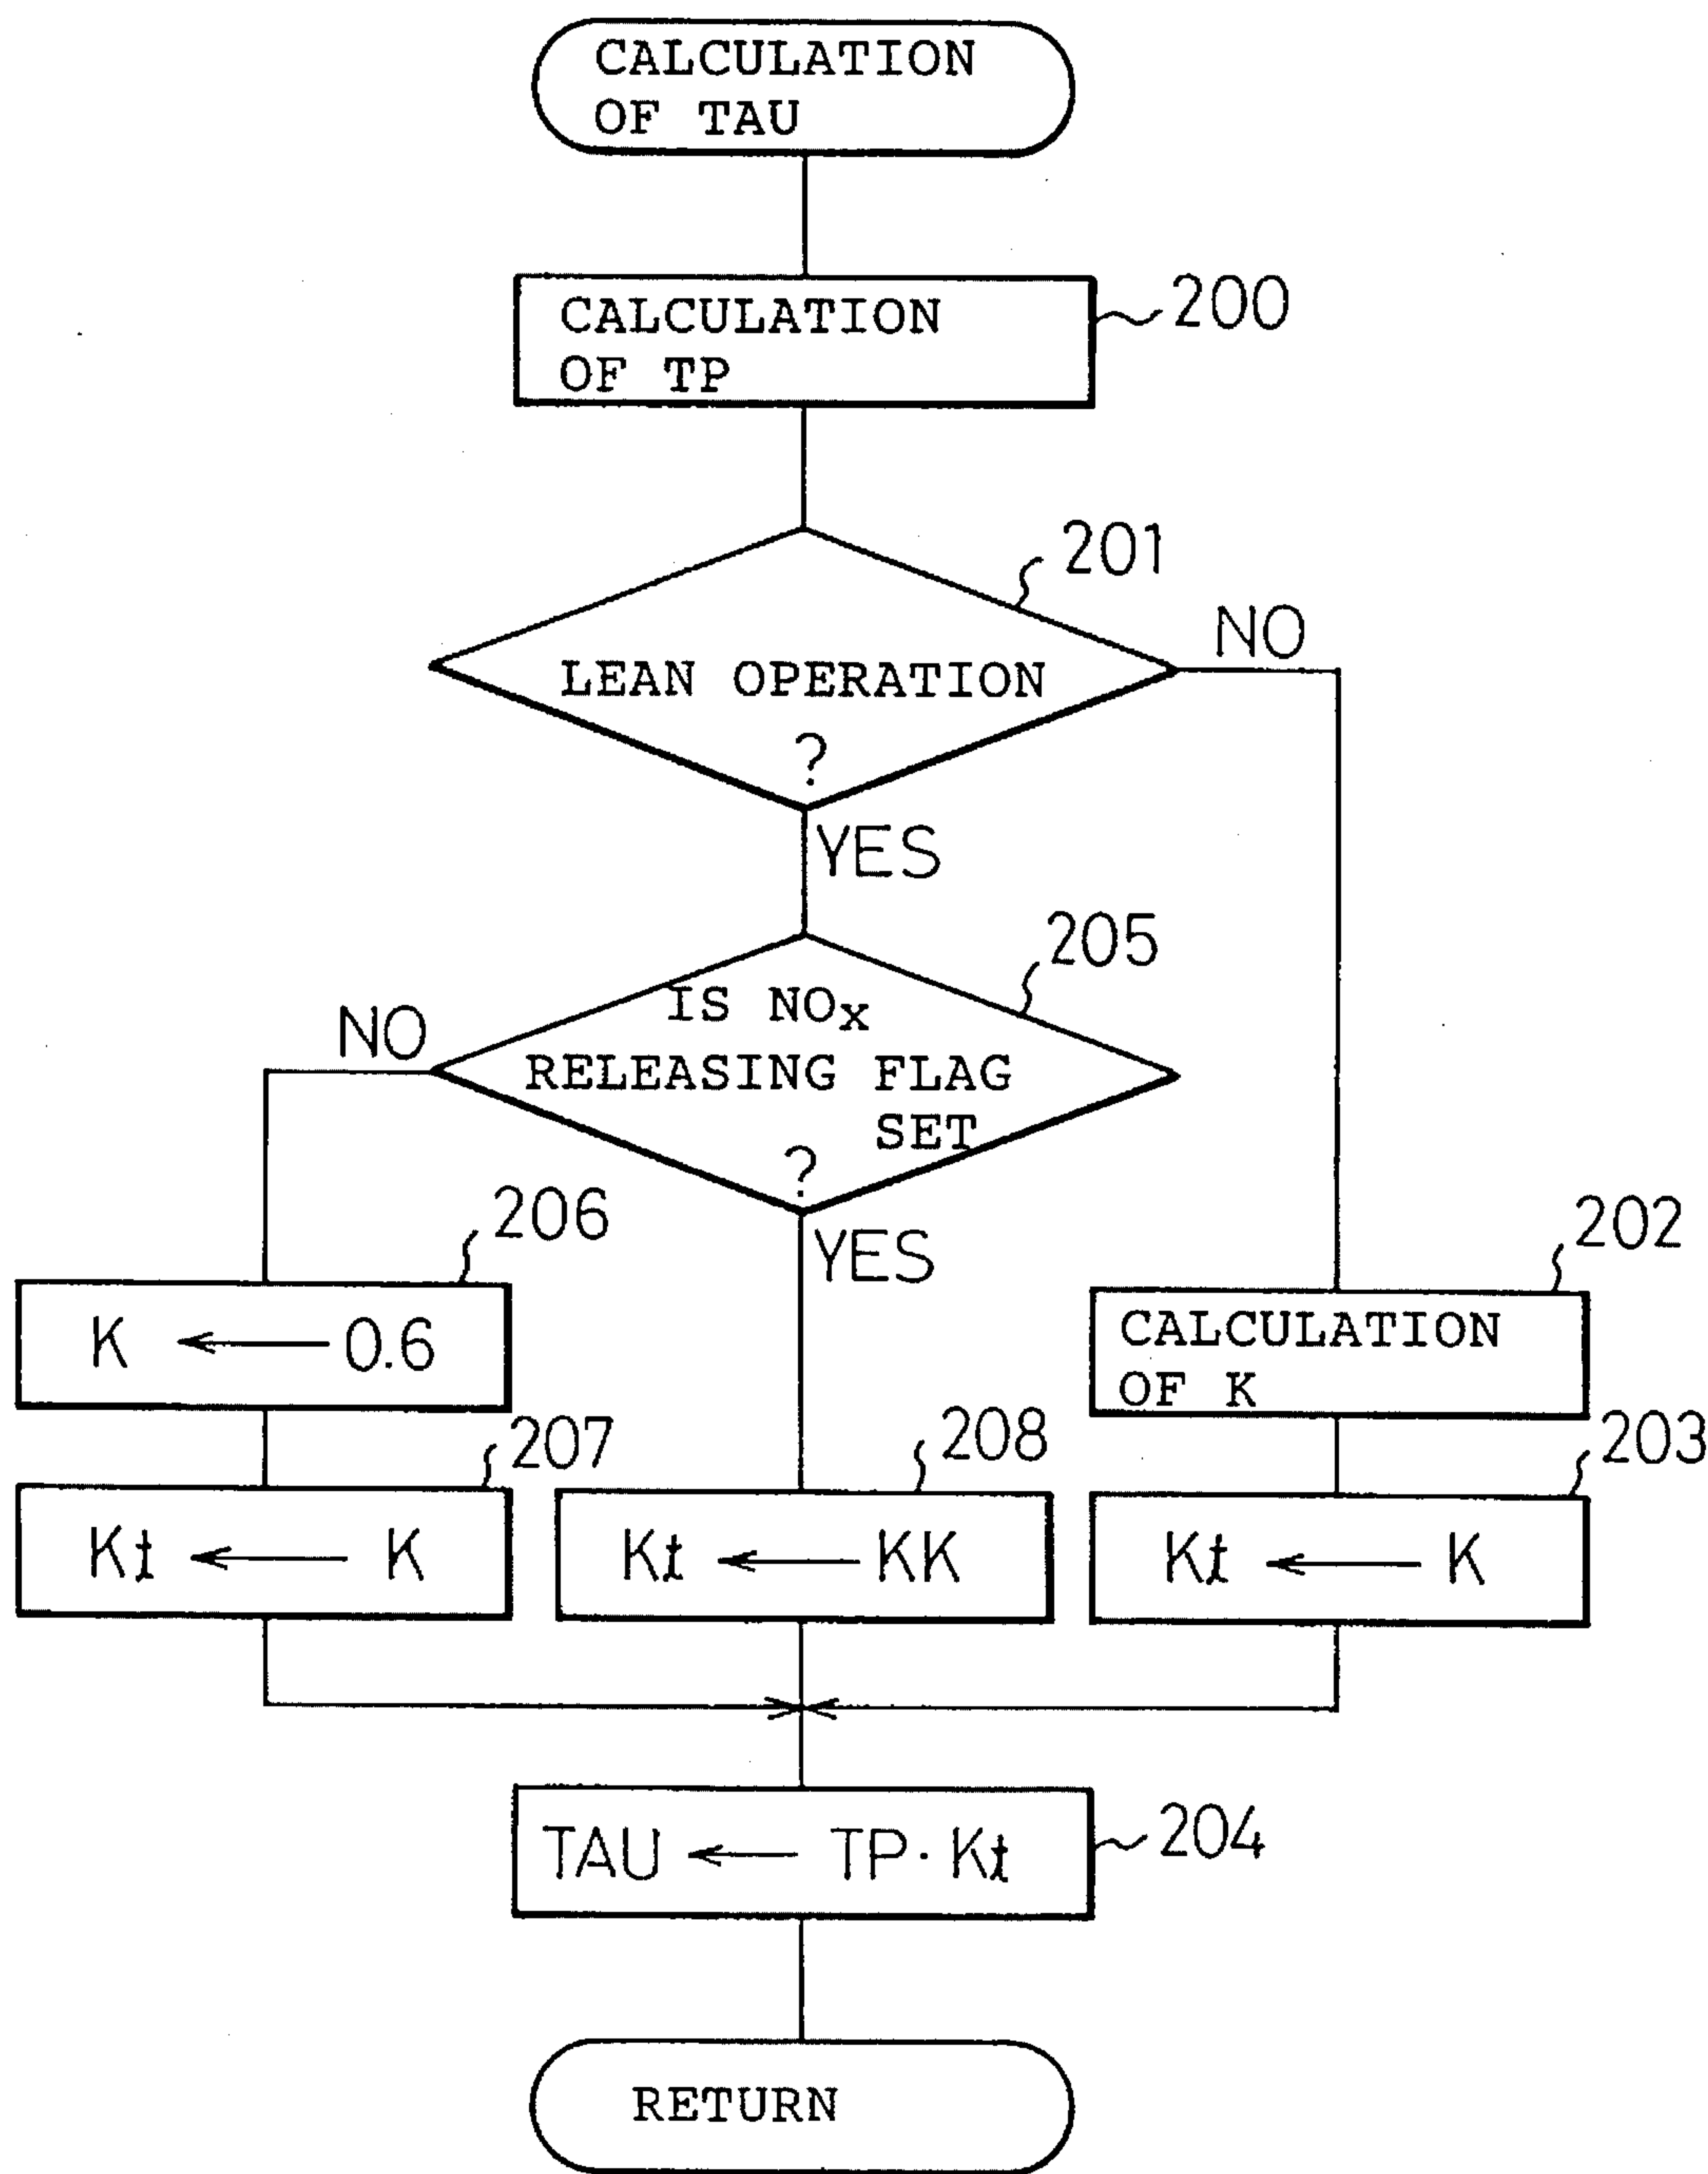 CALCULATION
OF TAU
CALCULATION
OF TP
200
201
LEAN OPERATION
?
NO
YES
205
IS NOx
RELEASING FLAG
SET
?
NO
YES
206
K ← 0.6
202
CALCULATION
OF K
207
Kt ← K
208
Kt ← KK
203
Kt ← K
TAU ← TP · Kt
204
RETURN